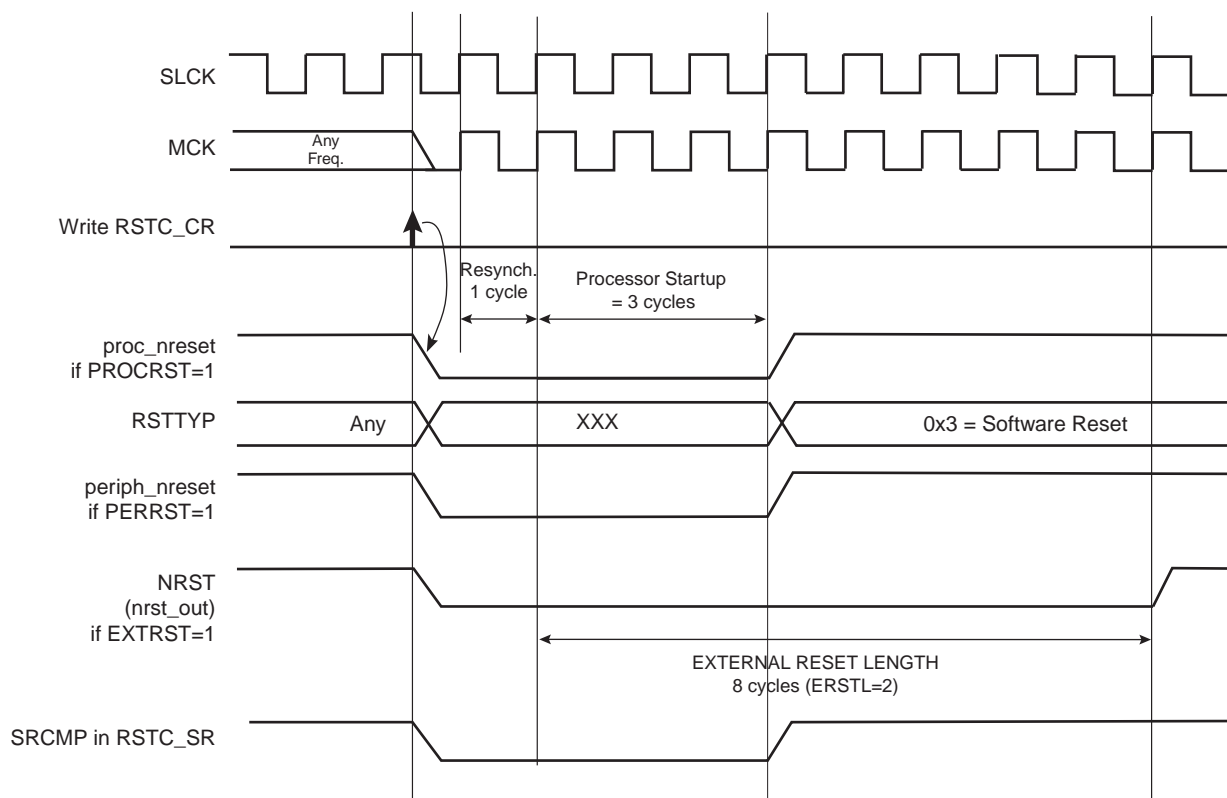 SLCK
MCK
Any
Freq.
Write RSTC_CR
Resynch.
1 cycle
Processor Startup
= 3 cycles
proc_nreset
if PROCRST=1
RSTTYP
Any
XXX
0x3 = Software Reset
periph_nreset
if PERRST=1
NRST
(nrst_out)
if EXTRST=1
EXTERNAL RESET LENGTH
8 cycles (ERSTL=2)
SRCMP in RSTC_SR